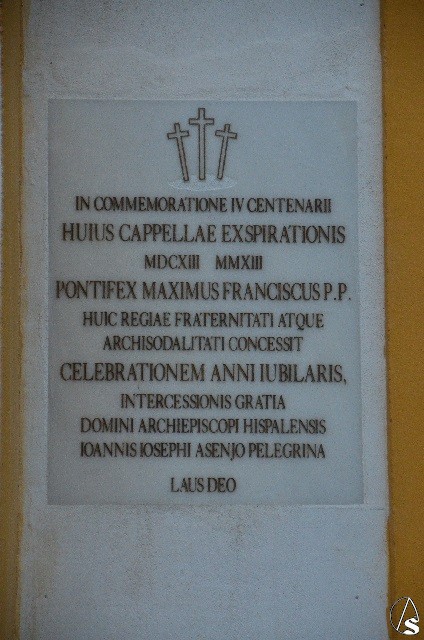 IN COMMEMORATIONE IV CENTENARII
HUIUS CAPPELLAE EXSPIRATIONIS
MDCXIII MMXIII
PONTIFEX MAXIMUS FRANCISCUS P.P.
HUIC REGIAE FRATERNITATI ATQUE
ARCHISODALITATI CONCESSIT
CELEBRATIONEM ANNI IUBILARIS,
INTERCESSIONIS GRATIA
DOMINI ARCHIEPISCOPI HISPALENSIS
IOANNIS IOSEPHI ASENJO PELEGRINA
LAUS DEO